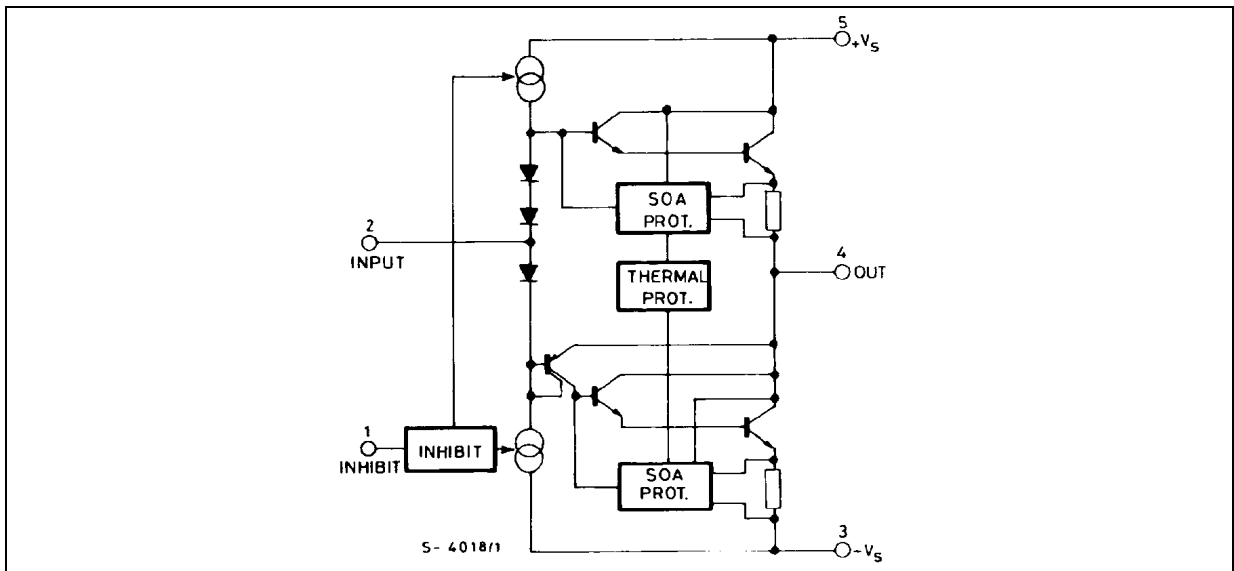 5
+VS
SOA
PROT.
2
INPUT
4
OUT
THERMAL
PROT.
1
INHIBIT
INHIBIT
SOA
PROT.
3
-VS
S- 4018/1